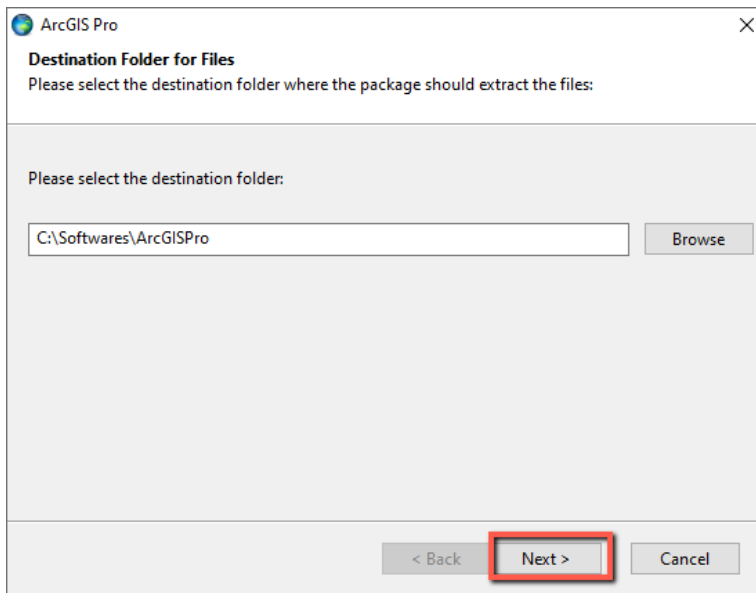 ArcGIS Pro
Destination Folder for Files
Please select the destination folder where the package should extract the files:
Please select the destination folder:
C:\Softwares\ArcGISPro
Browse
< Back
Next >
Cancel